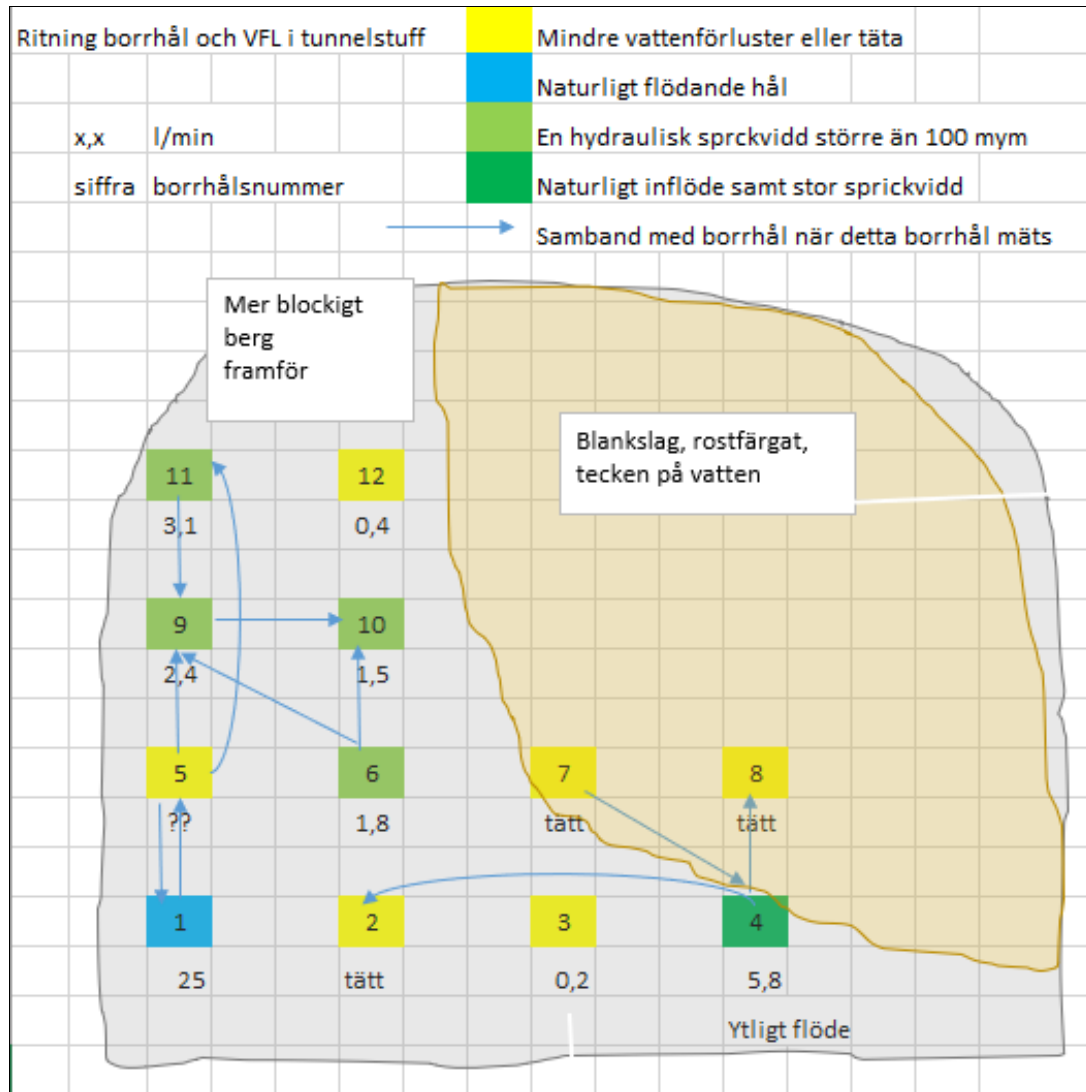 Ritning borrhål och VFL i tunnelstuff
Mindre vattenförluster eller täta
Naturligt flödande hål
x,x l/min
En hydraulisk sprckvidd större än 100 mym
siffra borrhålsnummer
Naturligt inflöde samt stor sprickvidd
Samband med borrhål när detta borrhål mäts
Mer blockigt
berg
framför
Blankslag, rostfärgat,
tecken på vatten
11 12
3,1 0,4
9 10
2,4 1,5
5 6 7 8
?? 1,8 tätt tätt
1 2 3 4
25 tätt 0,2 5,8
Ytligt flöde